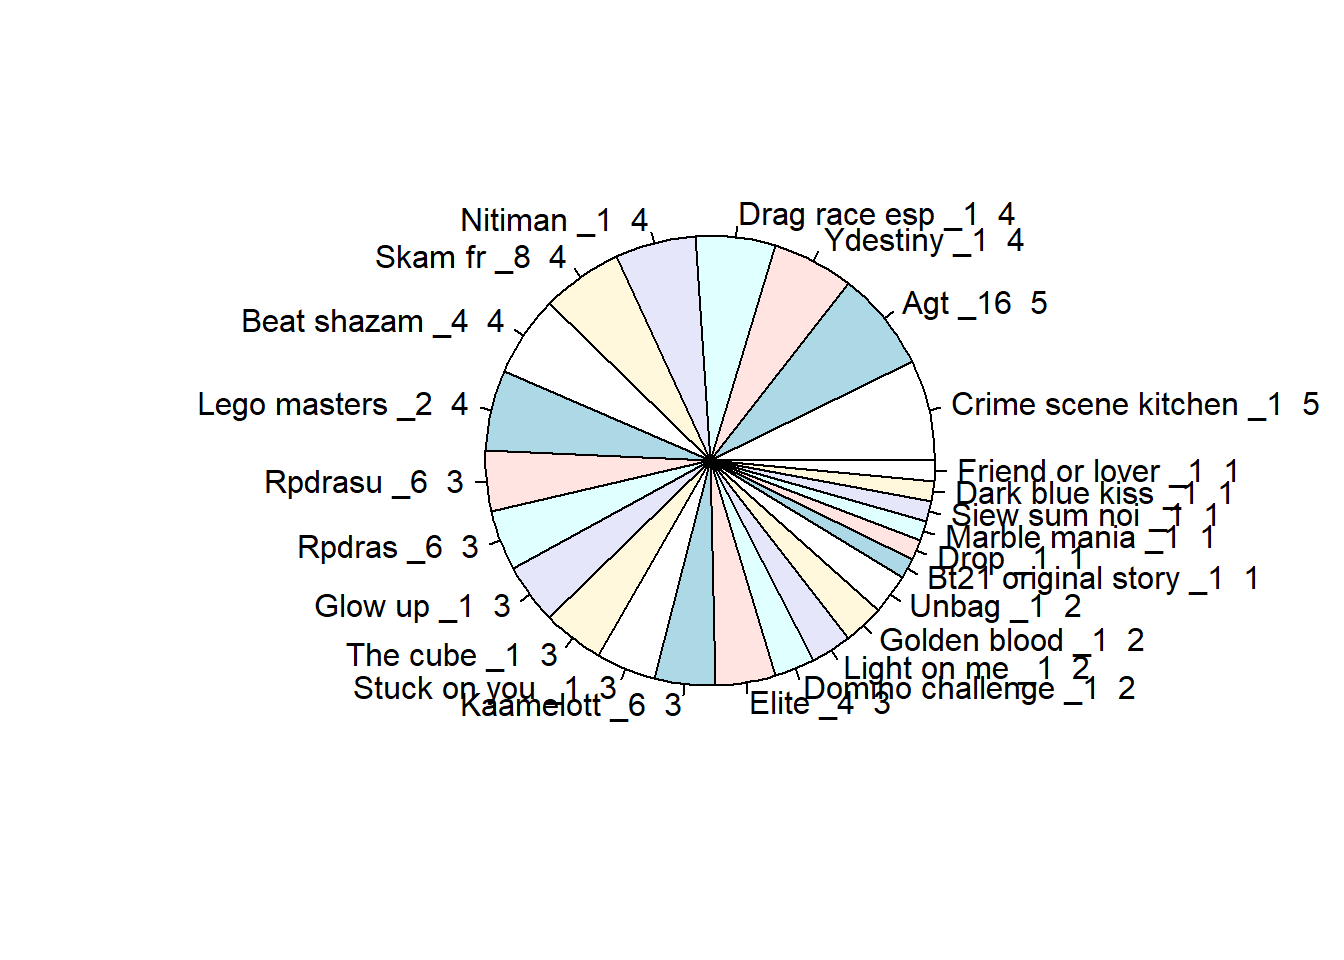 Nitiman _1  4
Drag race esp _1  4
Ydestiny _1  4
Skam fr _8  4
Agt _16  5
Beat shazam _4  4
Lego masters _2  4
Crime scene kitchen _1  5
Rpdrasu _6  3
Friend or lover _1  1
Dark blue kiss _1  1
Siew sum noi _1  1
Marble mania _1  1
Rpdras _6  3
Drop _1  1
Bt21 original story _1  1
Glow up _1  3
Unbag _1  2
Golden blood _1  2
The cube _1  3
Light on me _1  2
Stuck on you _1  3
Domino challenge _1  2
Kaamelott _6  3
Elite _4  3